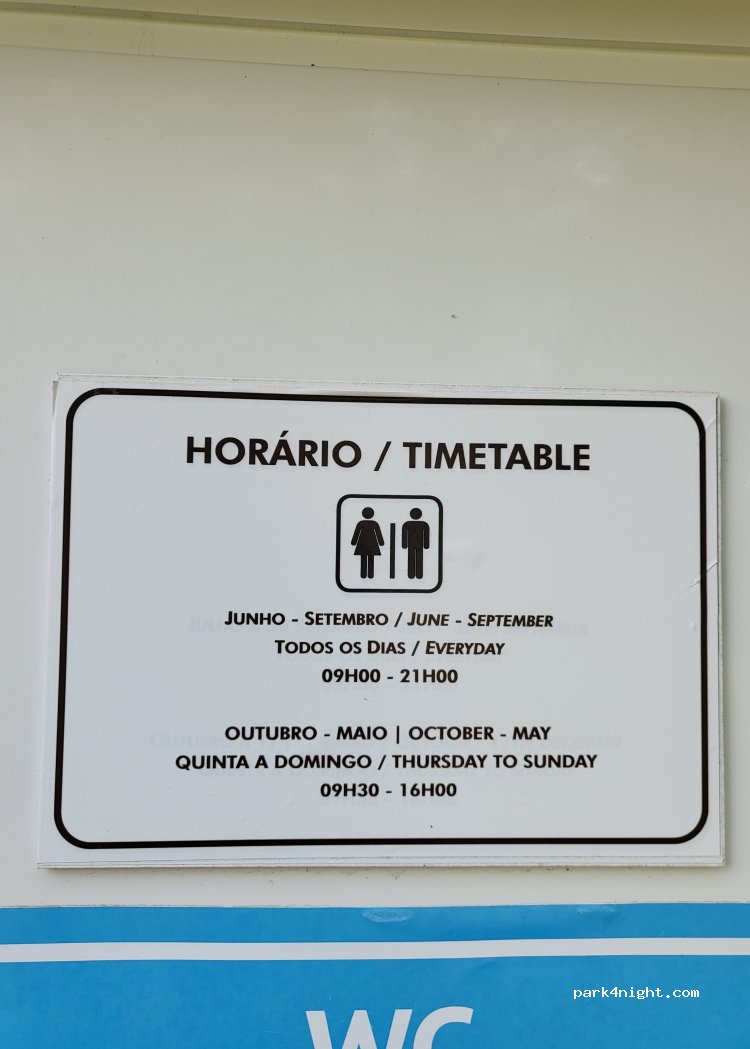 HORÁRIO / TIMETABLE
JUNHO - SETEMBRO / JUNE - SEPTEMBER
TODOS OS DIAS / EVERYDAY
09H00 - 21H00
OUTUBRO - MAIO | OCTOBER - MAY
QUINTA A DOMINGO / THURSDAY TO SUNDAY
09H30 - 16H00
park4night.com
WC